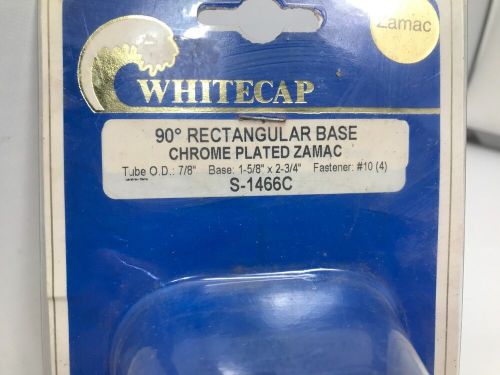 Zamac
WHITECAP
90° RECTANGULAR BASE
CHROME PLATED ZAMAC
Tube O.D.: 7/8" Base: 1-5/8" x 2-3/4" Fastener: #10 (4)
S-1466C